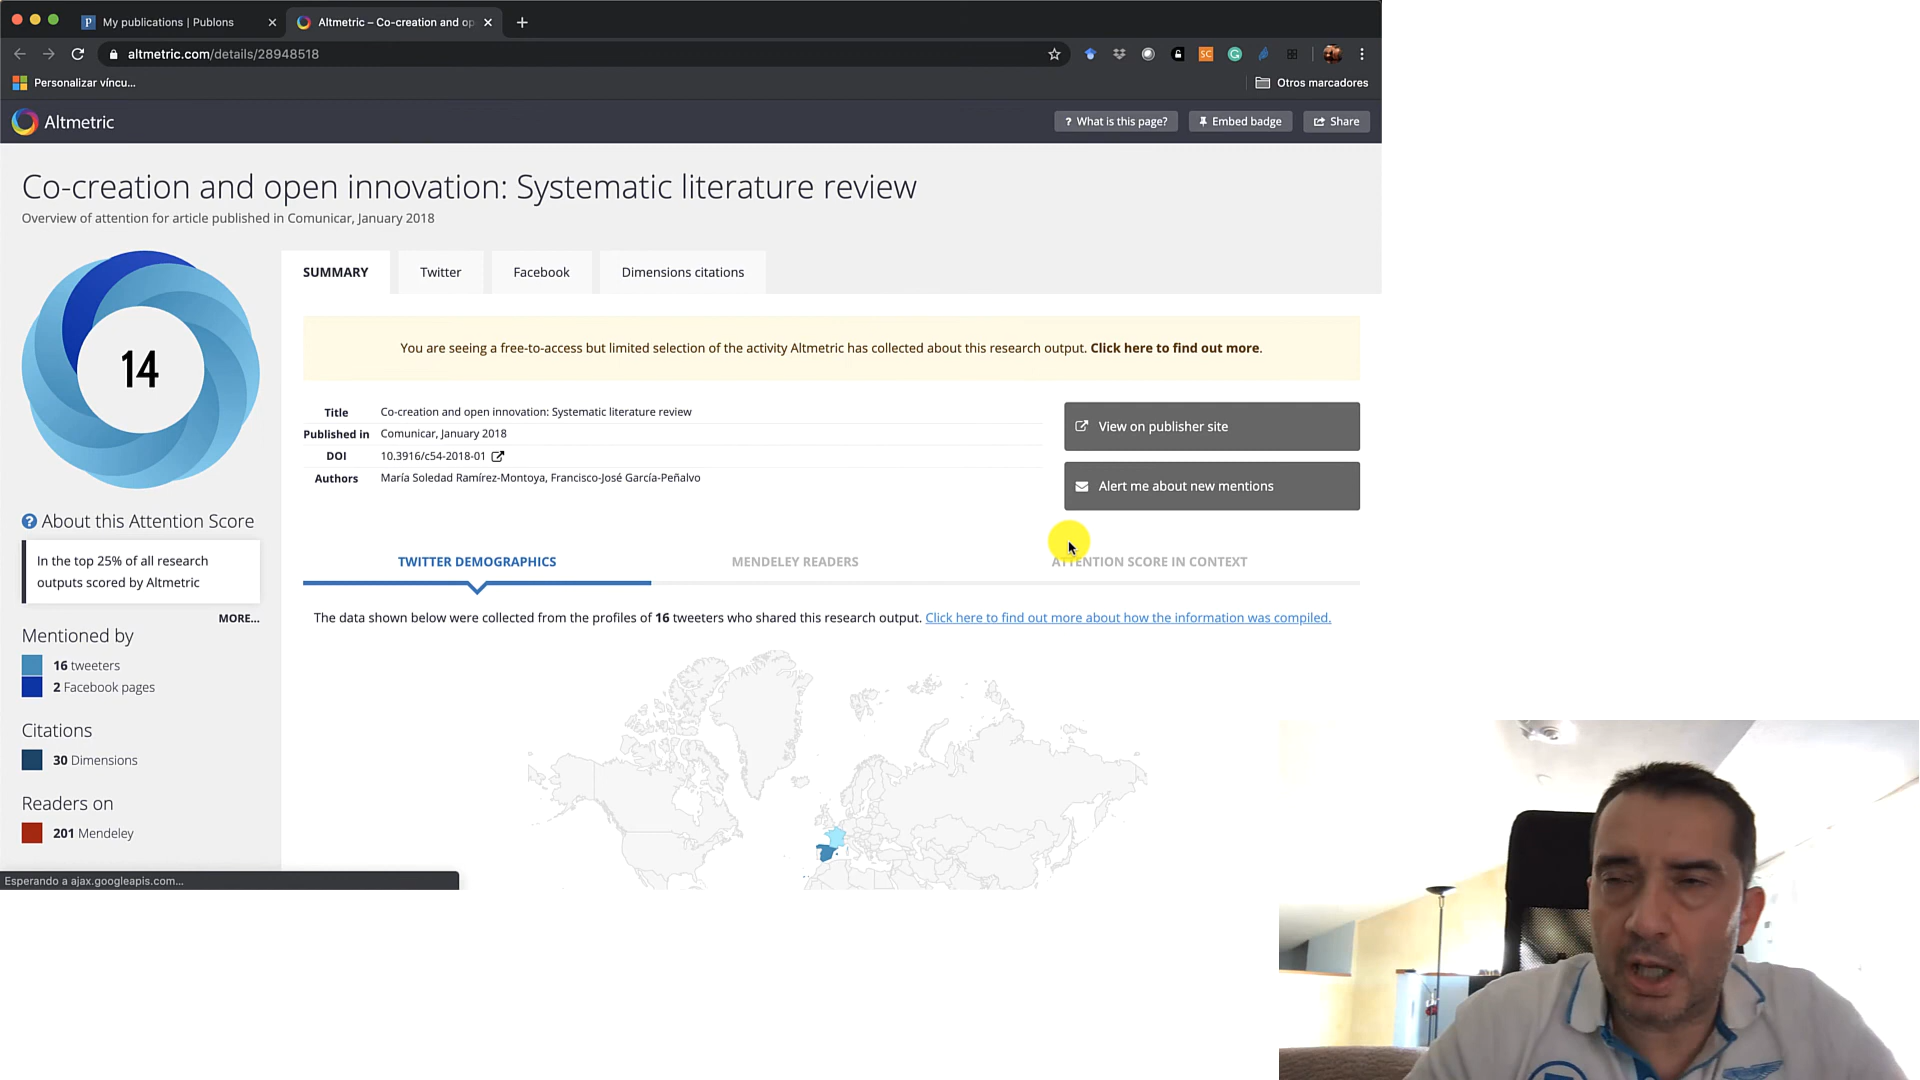 My publications | Publons
Altmetric – Co-creation and op
altmetric.com/details/28948518
Personalizar víncu...
Otros marcadores
Altmetric
? What is this page?
Embed badge
Share
Co-creation and open innovation: Systematic literature review
Overview of attention for article published in Comunicar, January 2018
14
SUMMARY
Twitter
Facebook
Dimensions citations
You are seeing a free-to-access but limited selection of the activity Altmetric has collected about this research output. Click here to find out more.
Title Co-creation and open innovation: Systematic literature review
Published in Comunicar, January 2018
DOI 10.3916/c54-2018-01
Authors María Soledad Ramírez-Montoya, Francisco-José García-Peñalvo
View on publisher site
Alert me about new mentions
? About this Attention Score
In the top 25% of all research
outputs scored by Altmetric
MORE...
Mentioned by
16 tweeters
2 Facebook pages
Citations
30 Dimensions
Readers on
201 Mendeley
TWITTER DEMOGRAPHICS
MENDELEY READERS
ATTENTION SCORE IN CONTEXT
The data shown below were collected from the profiles of 16 tweeters who shared this research output. Click here to find out more about how the information was compiled.
Esperando a ajax.googleapis.com...